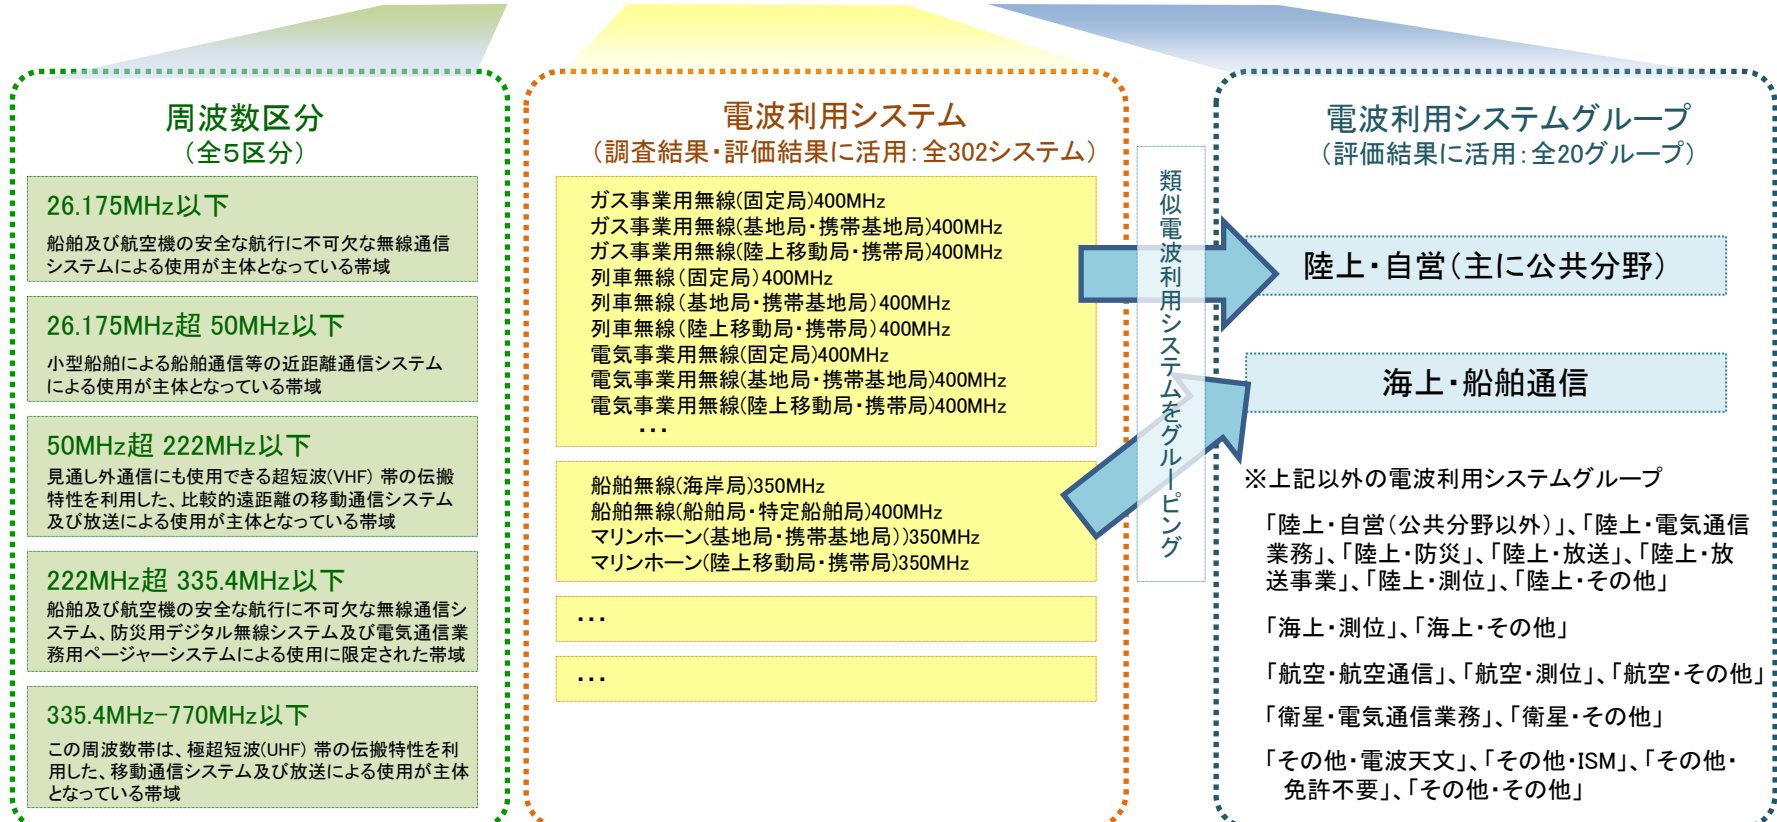 周波数区分
（全5区分）
26.175MHz以下
船舶及び航空機の安全な航行に不可欠な無線通信
システムによる使用が主体となっている帯域
26.175MHz超 50MHz以下
小型船舶による船舶通信等の近距離通信システム
による使用が主体となっている帯域
50MHz超 222MHz以下
見通し外通信にも使用できる超短波(VHF) 帯の伝搬
特性を利用した、比較的遠距離の移動通信システム
及び放送による使用が主体となっている帯域
222MHz超 335.4MHz以下
船舶及び航空機の安全な航行に不可欠な無線通信シ
ステム、防災用デジタル無線システム及び電気通信業
務用ページャーシステムによる使用に限定された帯域
335.4MHz-770MHz以下
この周波数帯は、極超短波(UHF) 帯の伝搬特性を利
用した、移動通信システム及び放送による使用が主体
となっている帯域
電波利用システム
（調査結果・評価結果に活用：全302システム）
ガス事業用無線(固定局)400MHz
ガス事業用無線(基地局・携帯基地局)400MHz
ガス事業用無線(陸上移動局・携帯局)400MHz
列車無線(固定局)400MHz
列車無線(基地局・携帯基地局)400MHz
列車無線(陸上移動局・携帯局)400MHz
電気事業用無線(固定局)400MHz
電気事業用無線(基地局・携帯基地局)400MHz
電気事業用無線(陸上移動局・携帯局)400MHz
・・・
船舶無線(海岸局)350MHz
船舶無線(船舶局・特定船舶局)400MHz
マリンホーン(基地局・携帯基地局))350MHz
マリンホーン(陸上移動局・携帯局)350MHz
・・・
・・・
類似電波利用システムをグルーピング
電波利用システムグループ
（評価結果に活用：全20グループ）
陸上・自営（主に公共分野）
海上・船舶通信
※上記以外の電波利用システムグループ
「陸上・自営（公共分野以外）」、「陸上・電気通信
業務」、「陸上・防災」、「陸上・放送」、「陸上・放
送事業」、「陸上・測位」、「陸上・その他」
「海上・測位」、「海上・その他」
「航空・航空通信」、「航空・測位」、「航空・その他」
「衛星・電気通信業務」、「衛星・その他」
「その他・電波天文」、「その他・ISM」、「その他・
免許不要」、「その他・その他」